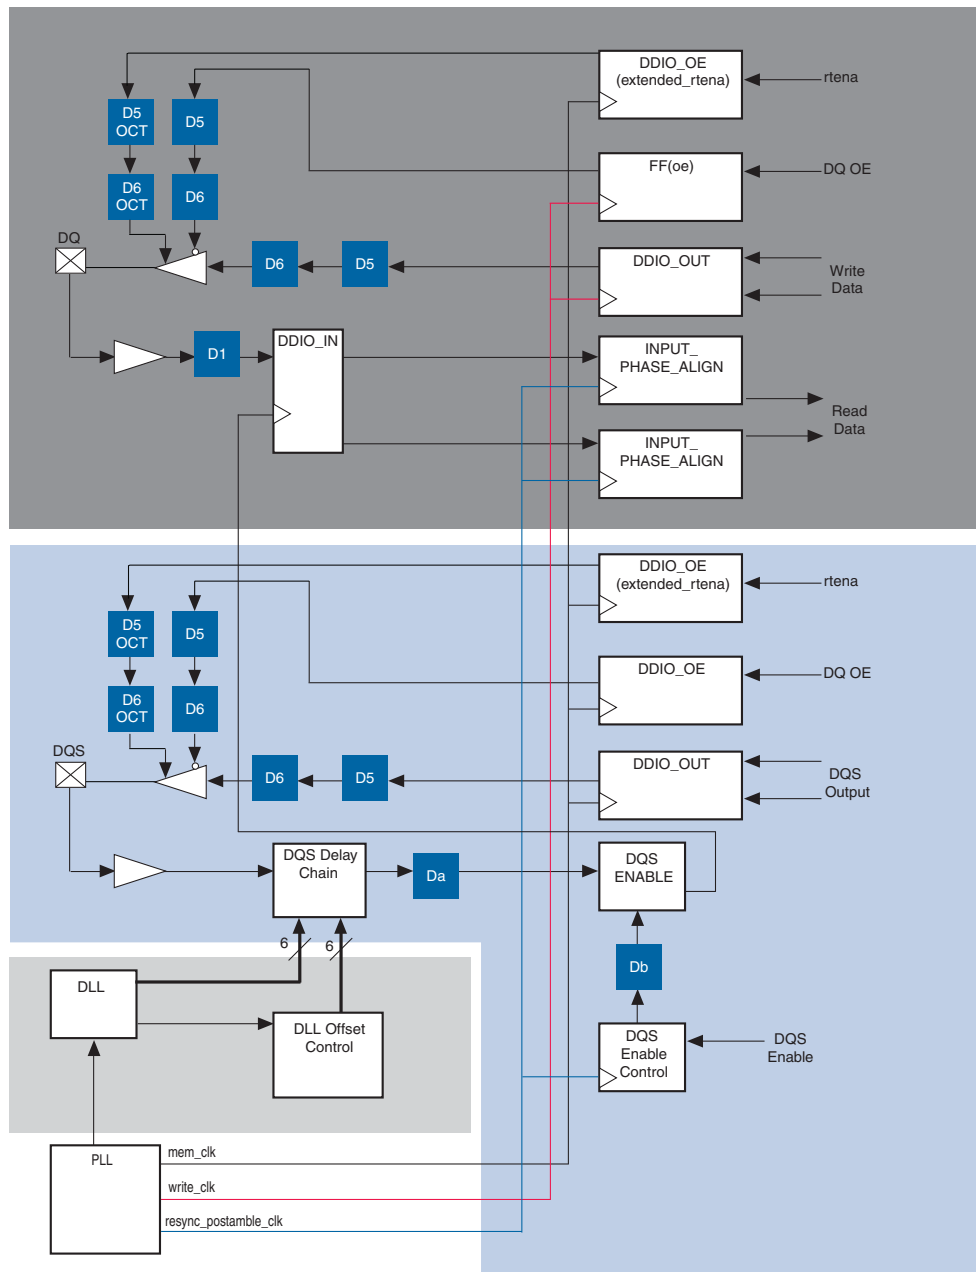 DDIO_OE
(extended_rtena)
rtena
D5
OCT
D5
FF(oe)
DQ OE
D6
OCT
D6
DQ
D6
D5
DDIO_OUT
Write
Data
D1
DDIO_IN
INPUT_
PHASE_ALIGN
Read
Data
INPUT_
PHASE_ALIGN
DDIO_OE
(extended_rtena)
rtena
D5
OCT
D5
DDIO_OE
DQ OE
D6
OCT
D6
DQS
D6
D5
DDIO_OUT
DQS
Output
DQS Delay
Chain
Da
DQS
ENABLE
6
6
Db
DLL
DLL Offset
Control
DQS
Enable
Control
DQS
Enable
PLL
mem_clk
write_clk
resync_postamble_clk